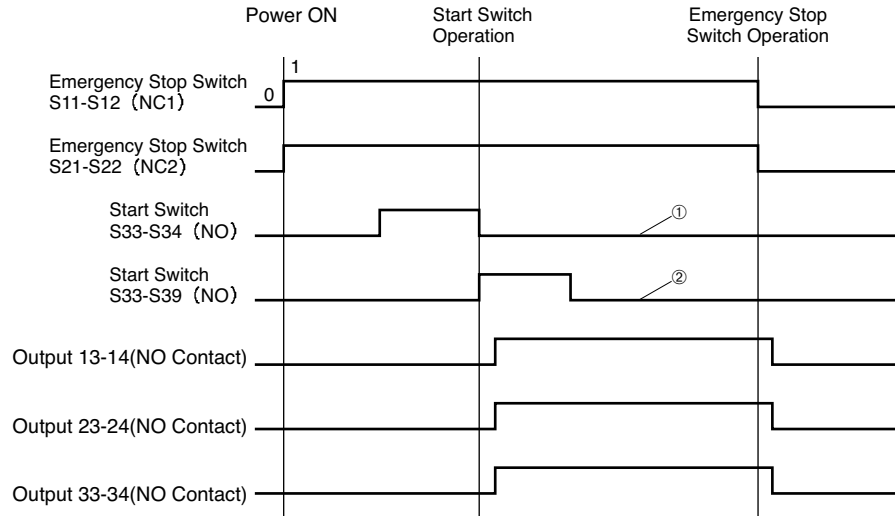 Power ON
Start Switch
Operation
Emergency Stop
Switch Operation
1
Emergency Stop Switch
S11-S12（NC1）
0
Emergency Stop Switch
S21-S22（NC2）
Start Switch
S33-S34（NO）
①
Start Switch
S33-S39（NO）
②
Output 13-14(NO Contact)
Output 23-24(NO Contact)
Output 33-34(NO Contact)